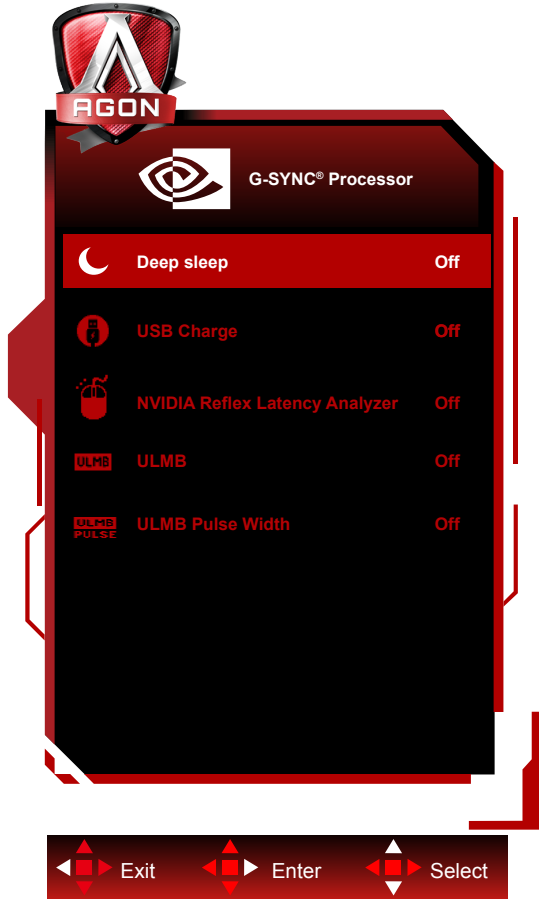 AGON
G-SYNC® Processor
Deep sleep Off
USB Charge Off
NVIDIA Reflex Latency Analyzer Off
ULMB ULMB Off
ULMB PULSE ULMB Pulse Width Off
Exit Enter Select